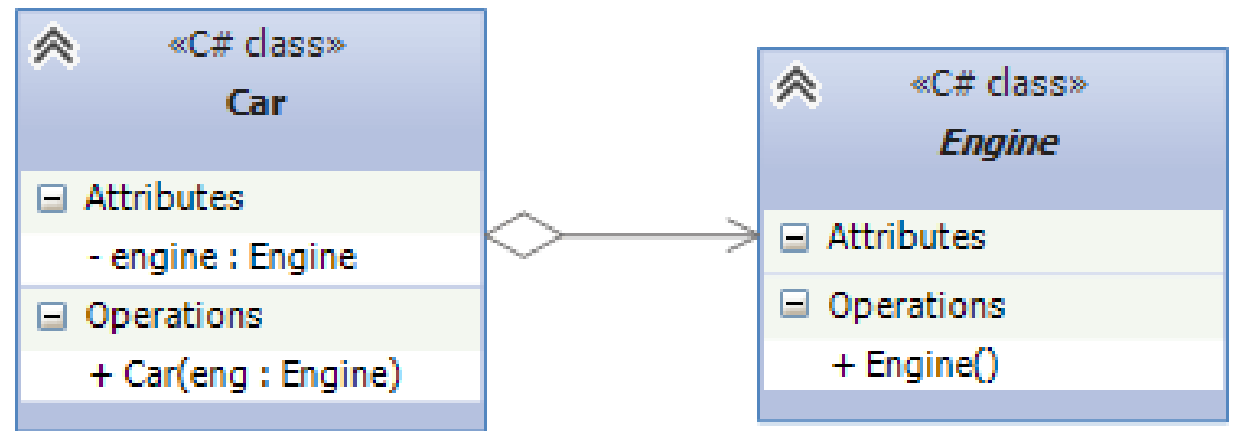 «C# class»
Car
Attributes
- engine : Engine
Operations
+ Car(eng : Engine)
«C# class»
Engine
Attributes
Operations
+ Engine()